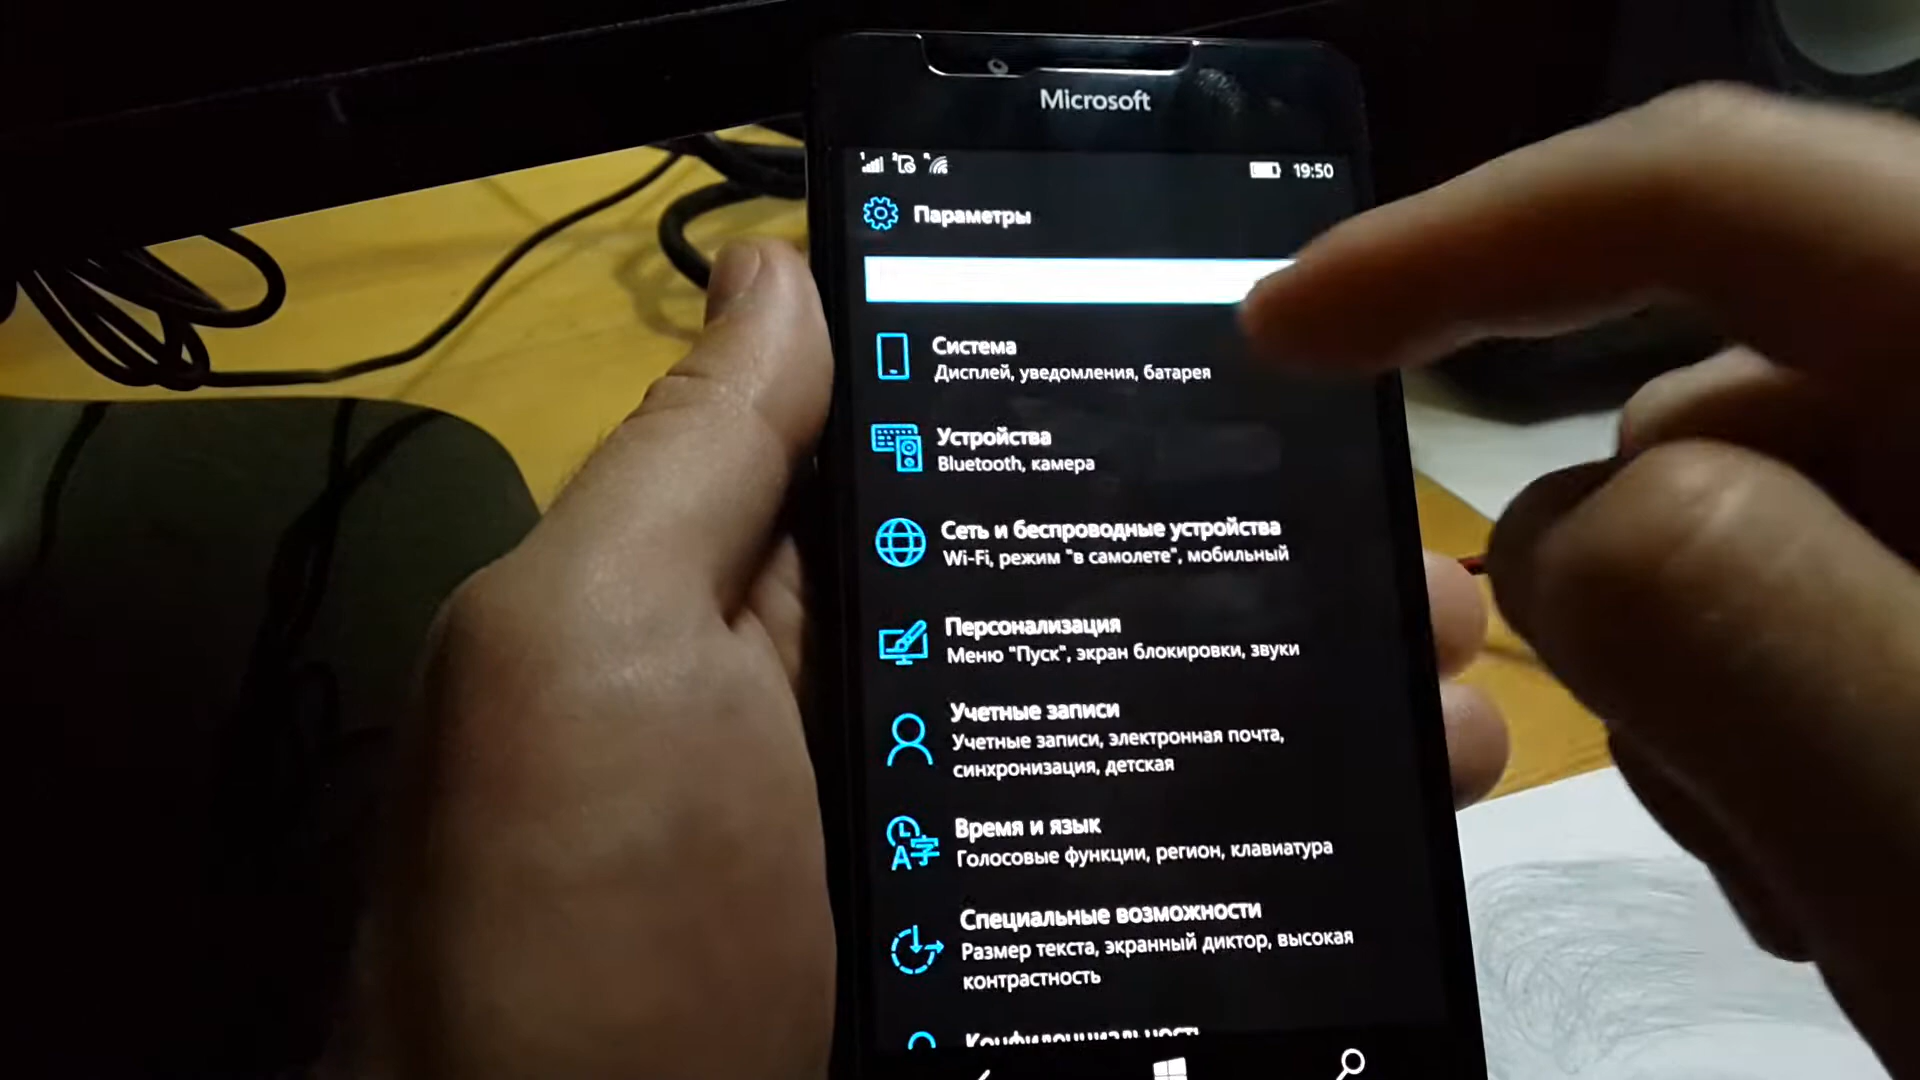 Microsoft
19:50
Параметры
Система
Дисплей, уведомления, батарея
Устройства
Bluetooth, камера
Сеть и беспроводные устройства
Wi-Fi, режим "в самолете", мобильный
Персонализация
Меню "Пуск", экран блокировки, звуки
Учетные записи
Учетные записи, электронная почта,
синхронизация, детская
Время и язык
Голосовые функции, регион, клавиатура
Специальные возможности
Размер текста, экранный диктор, высокая
контрастность
Конфиденциальность